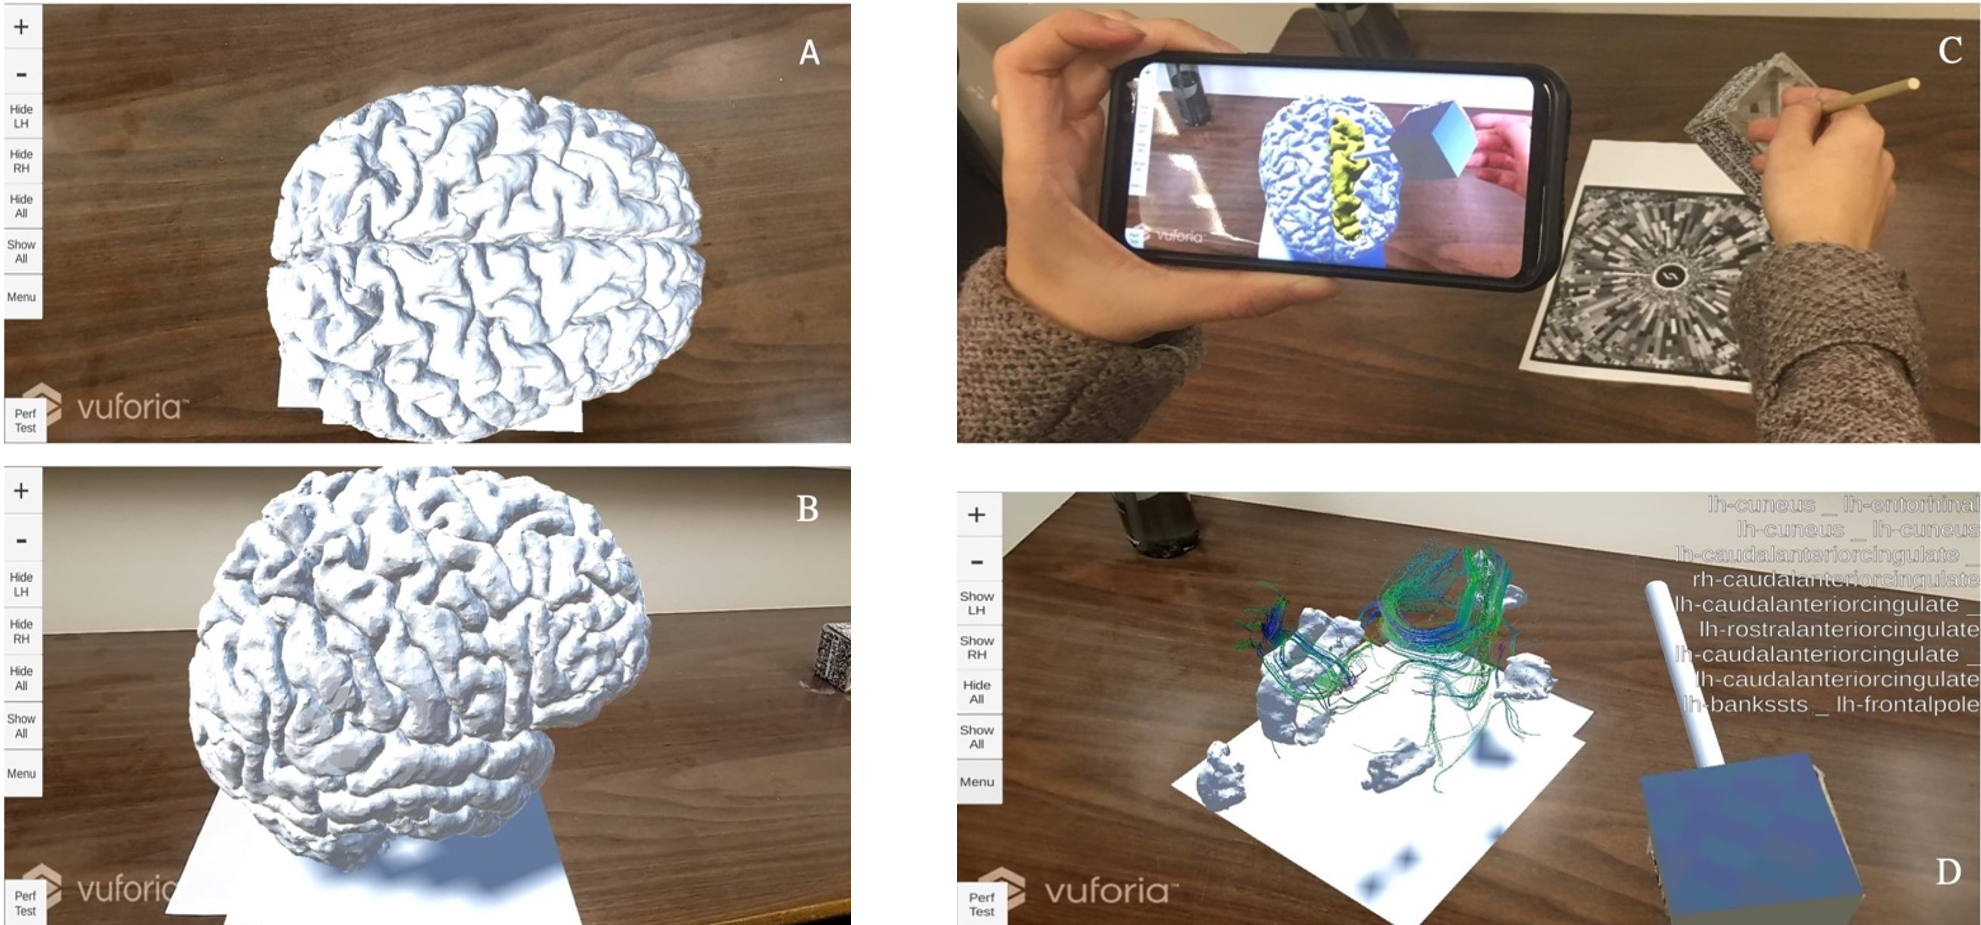 +
-
Hide
LH
Hide
RH
Hide
All
Show
All
Menu
Perf
Test
vuforia™
A
+
-
Hide
LH
Hide
RH
Hide
All
Show
All
Menu
Perf
Test
vuforia
B
C
vuforia
+
-
Show
LH
Show
RH
Hide
All
Show
All
Menu
Perf
Test
vuforia™
lh-cuneus _ lh-entorhinal
lh-cuneus _ lh-cuneus
lh-caudalanteriorcingulate _
rh-caudalanteriorcingulate
lh-caudalanteriorcingulate _
lh-rostralanteriorcingulate
lh-caudalanteriorcingulate _
lh-caudalanteriorcingulate
lh-bankssts _ lh-frontalpole
D